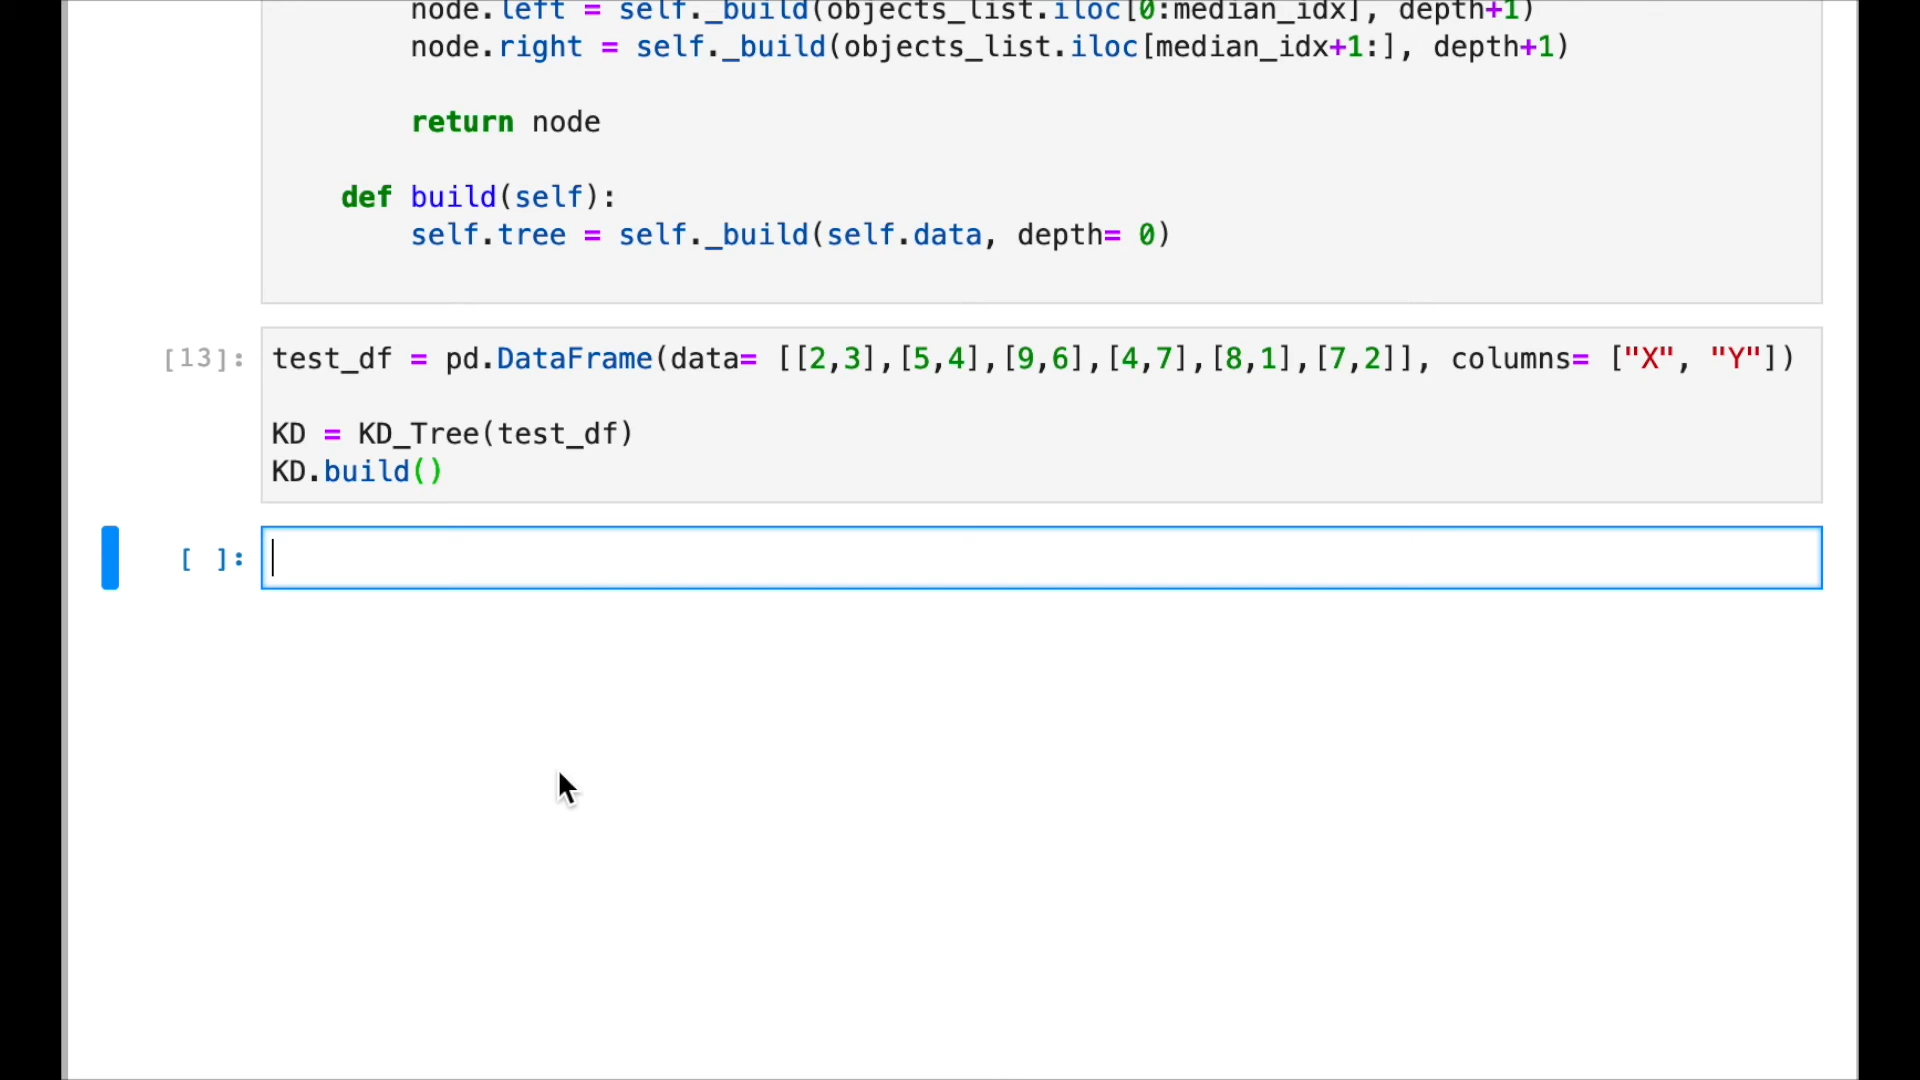 node.left = self._build(objects_list.iloc[0:median_idx], depth+1)
node.right = self._build(objects_list.iloc[median_idx+1:], depth+1)
return node
def build(self):
self.tree = self._build(self.data, depth= 0)
[13]: test_df = pd.DataFrame(data= [[2,3],[5,4],[9,6],[4,7],[8,1],[7,2]], columns= ["X", "Y"])
KD = KD_Tree(test_df)
KD.build()
[ ]: